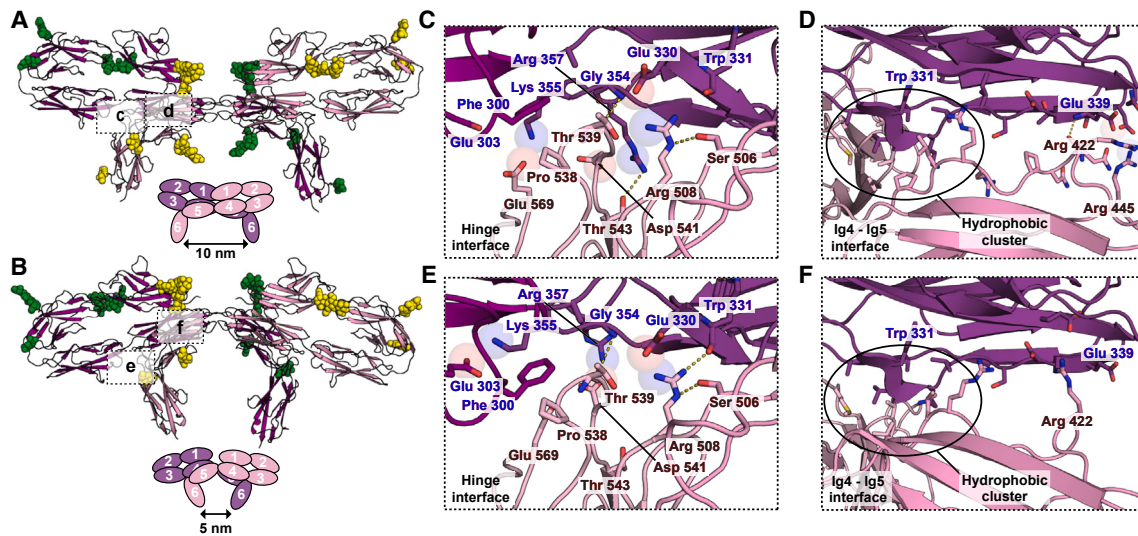 A
c
d
2 1 1 2
3 5 4 3
6 6
10 nm
B
f
e
2 1 1 2
3 5 4 3
6 6
5 nm
C
Arg 357
Glu 330
Lys 355
Gly 354
Trp 331
Phe 300
Glu 303
Thr 539
Ser 506
Pro 538
Arg 508
Glu 569
Hinge
interface
Thr 543
Asp 541
D
Trp 331
Glu 339
Arg 422
Ig4 - Ig5
interface
Hydrophobic
cluster
Arg 445
E
Arg 357
Gly 354
Trp 331
Lys 355
Glu 330
Glu 303
Phe 300
Thr 539
Ser 506
Pro 538
Arg 508
Glu 569
Asp 541
Hinge
interface
Thr 543
F
Trp 331
Glu 339
Arg 422
Ig4 - Ig5
interface
Hydrophobic
cluster